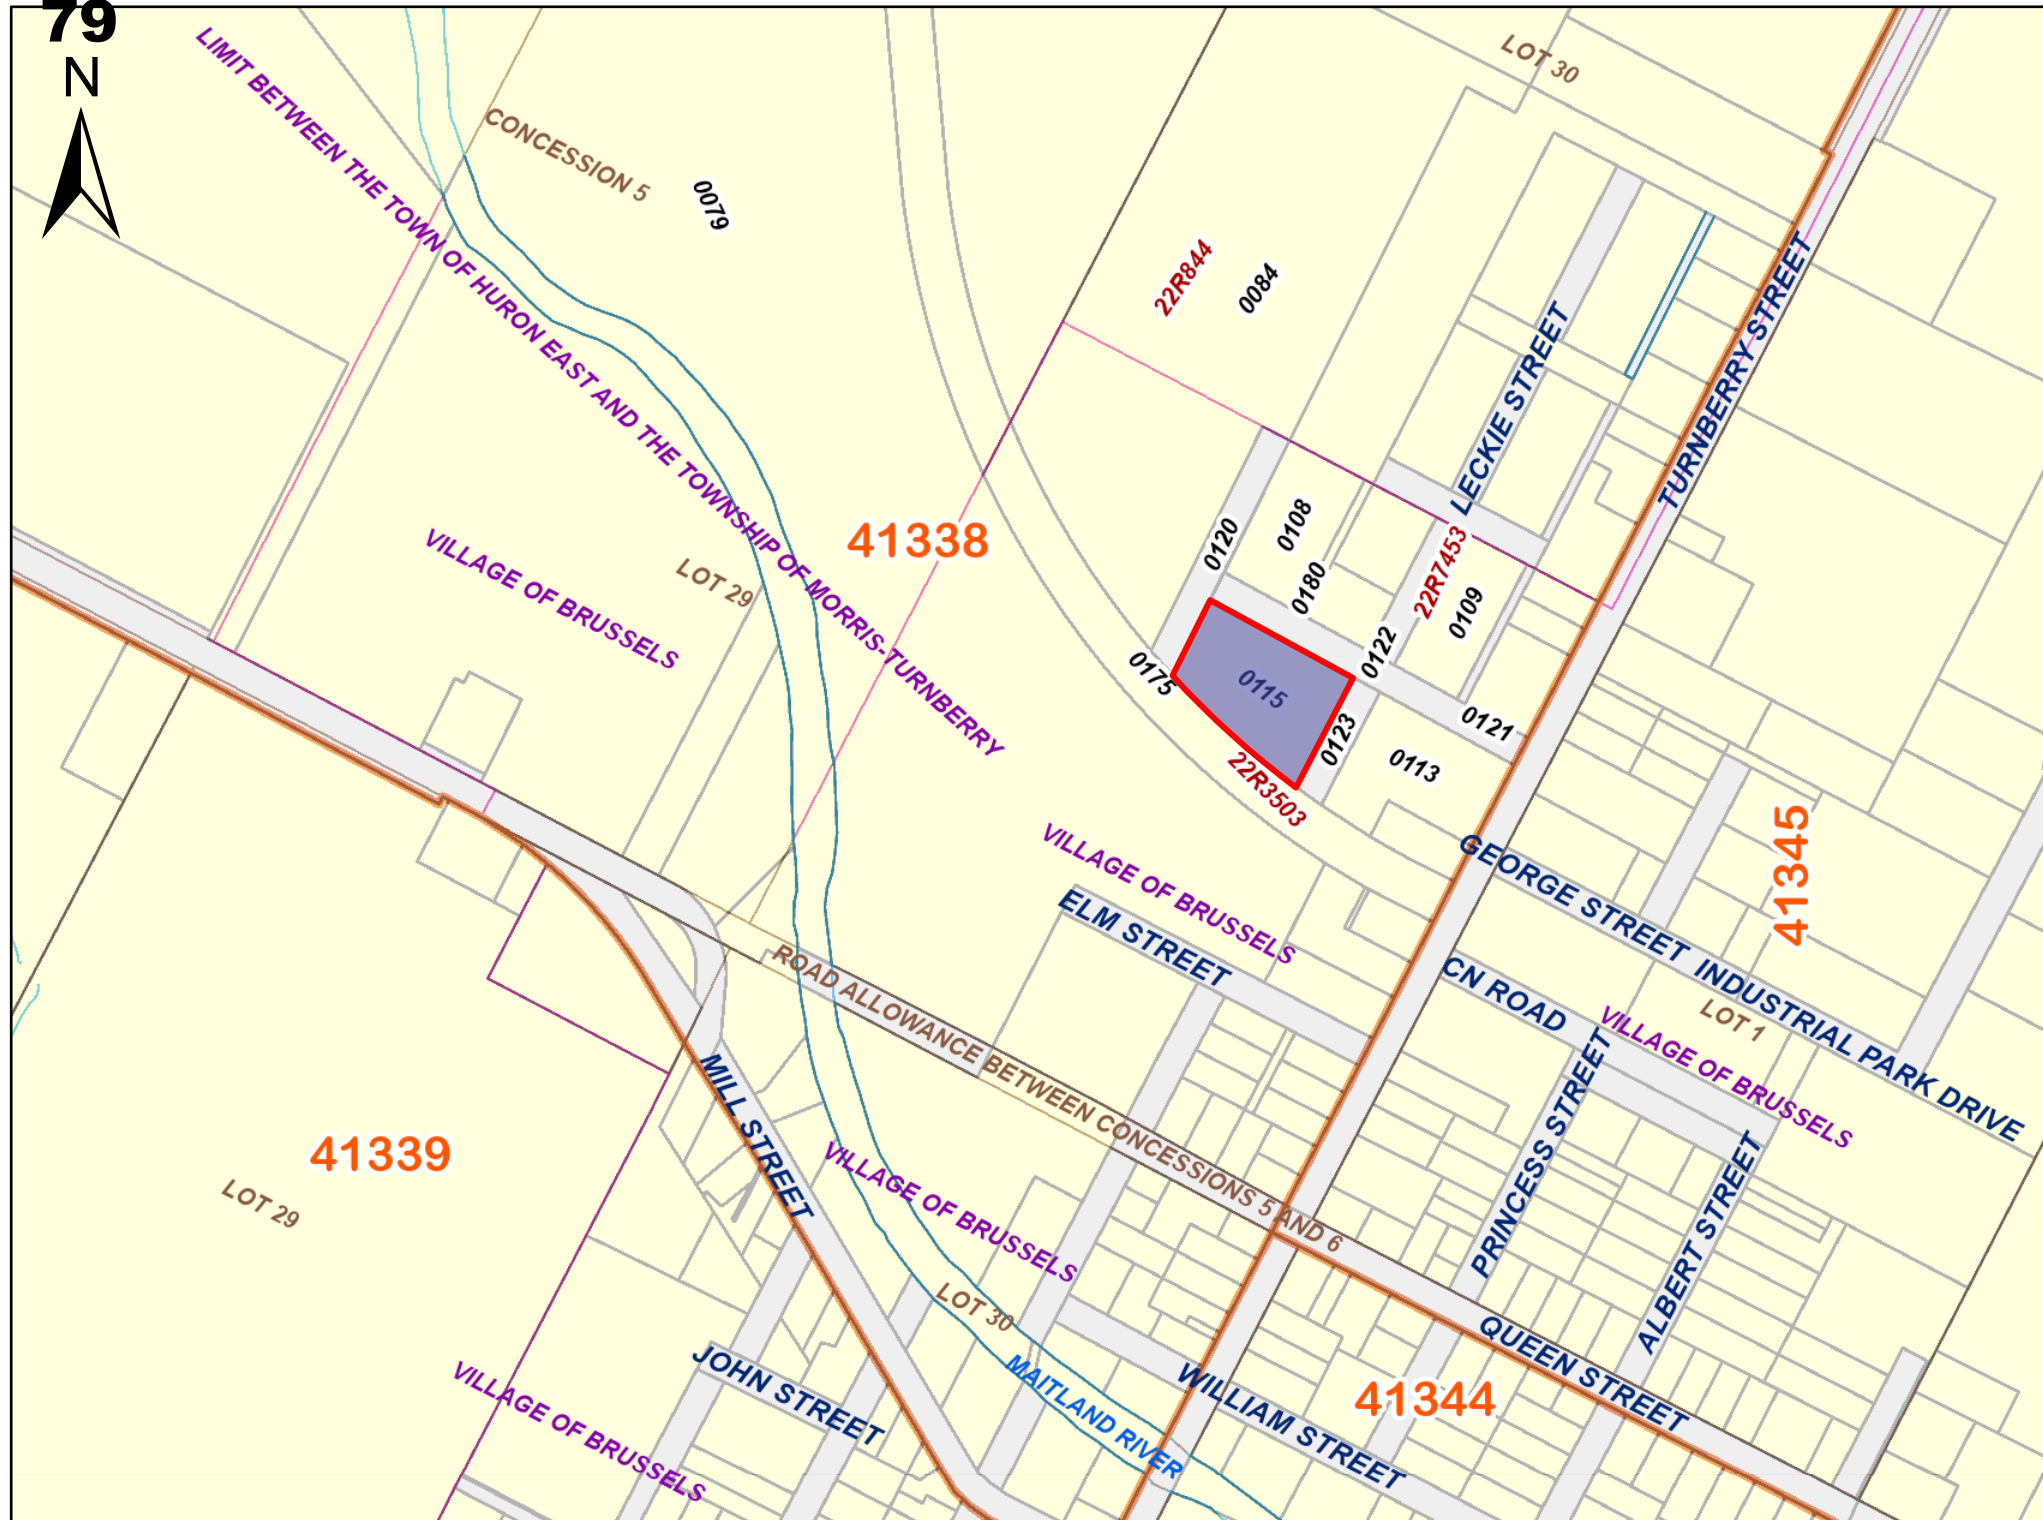 79
N
LIMIT BETWEEN THE TOWN OF HURON EAST AND THE TOWNSHIP OF MORRIS-TURNBERRY
CONCESSION 5
0079
LOT 30
22R844
0084
TURNBERRY STREET
LECKIE STREET
41338
VILLAGE OF BRUSSELS
LOT 29
0120
0108
0180
22R7453
0109
0122
0175
0115
0123
0121
0113
22R3503
41345
VILLAGE OF BRUSSELS
GEORGE STREET
INDUSTRIAL PARK DRIVE
ELM STREET
CN ROAD
LOT 1
VILLAGE OF BRUSSELS
ROAD ALLOWANCE BETWEEN CONCESSIONS 5 AND 6
MILL STREET
PRINCESS STREET
ALBERT STREET
41339
LOT 29
VILLAGE OF BRUSSELS
LOT 30
QUEEN STREET
JOHN STREET
MAITLAND RIVER
WILLIAM STREET
41344
VILLAGE OF BRUSSELS